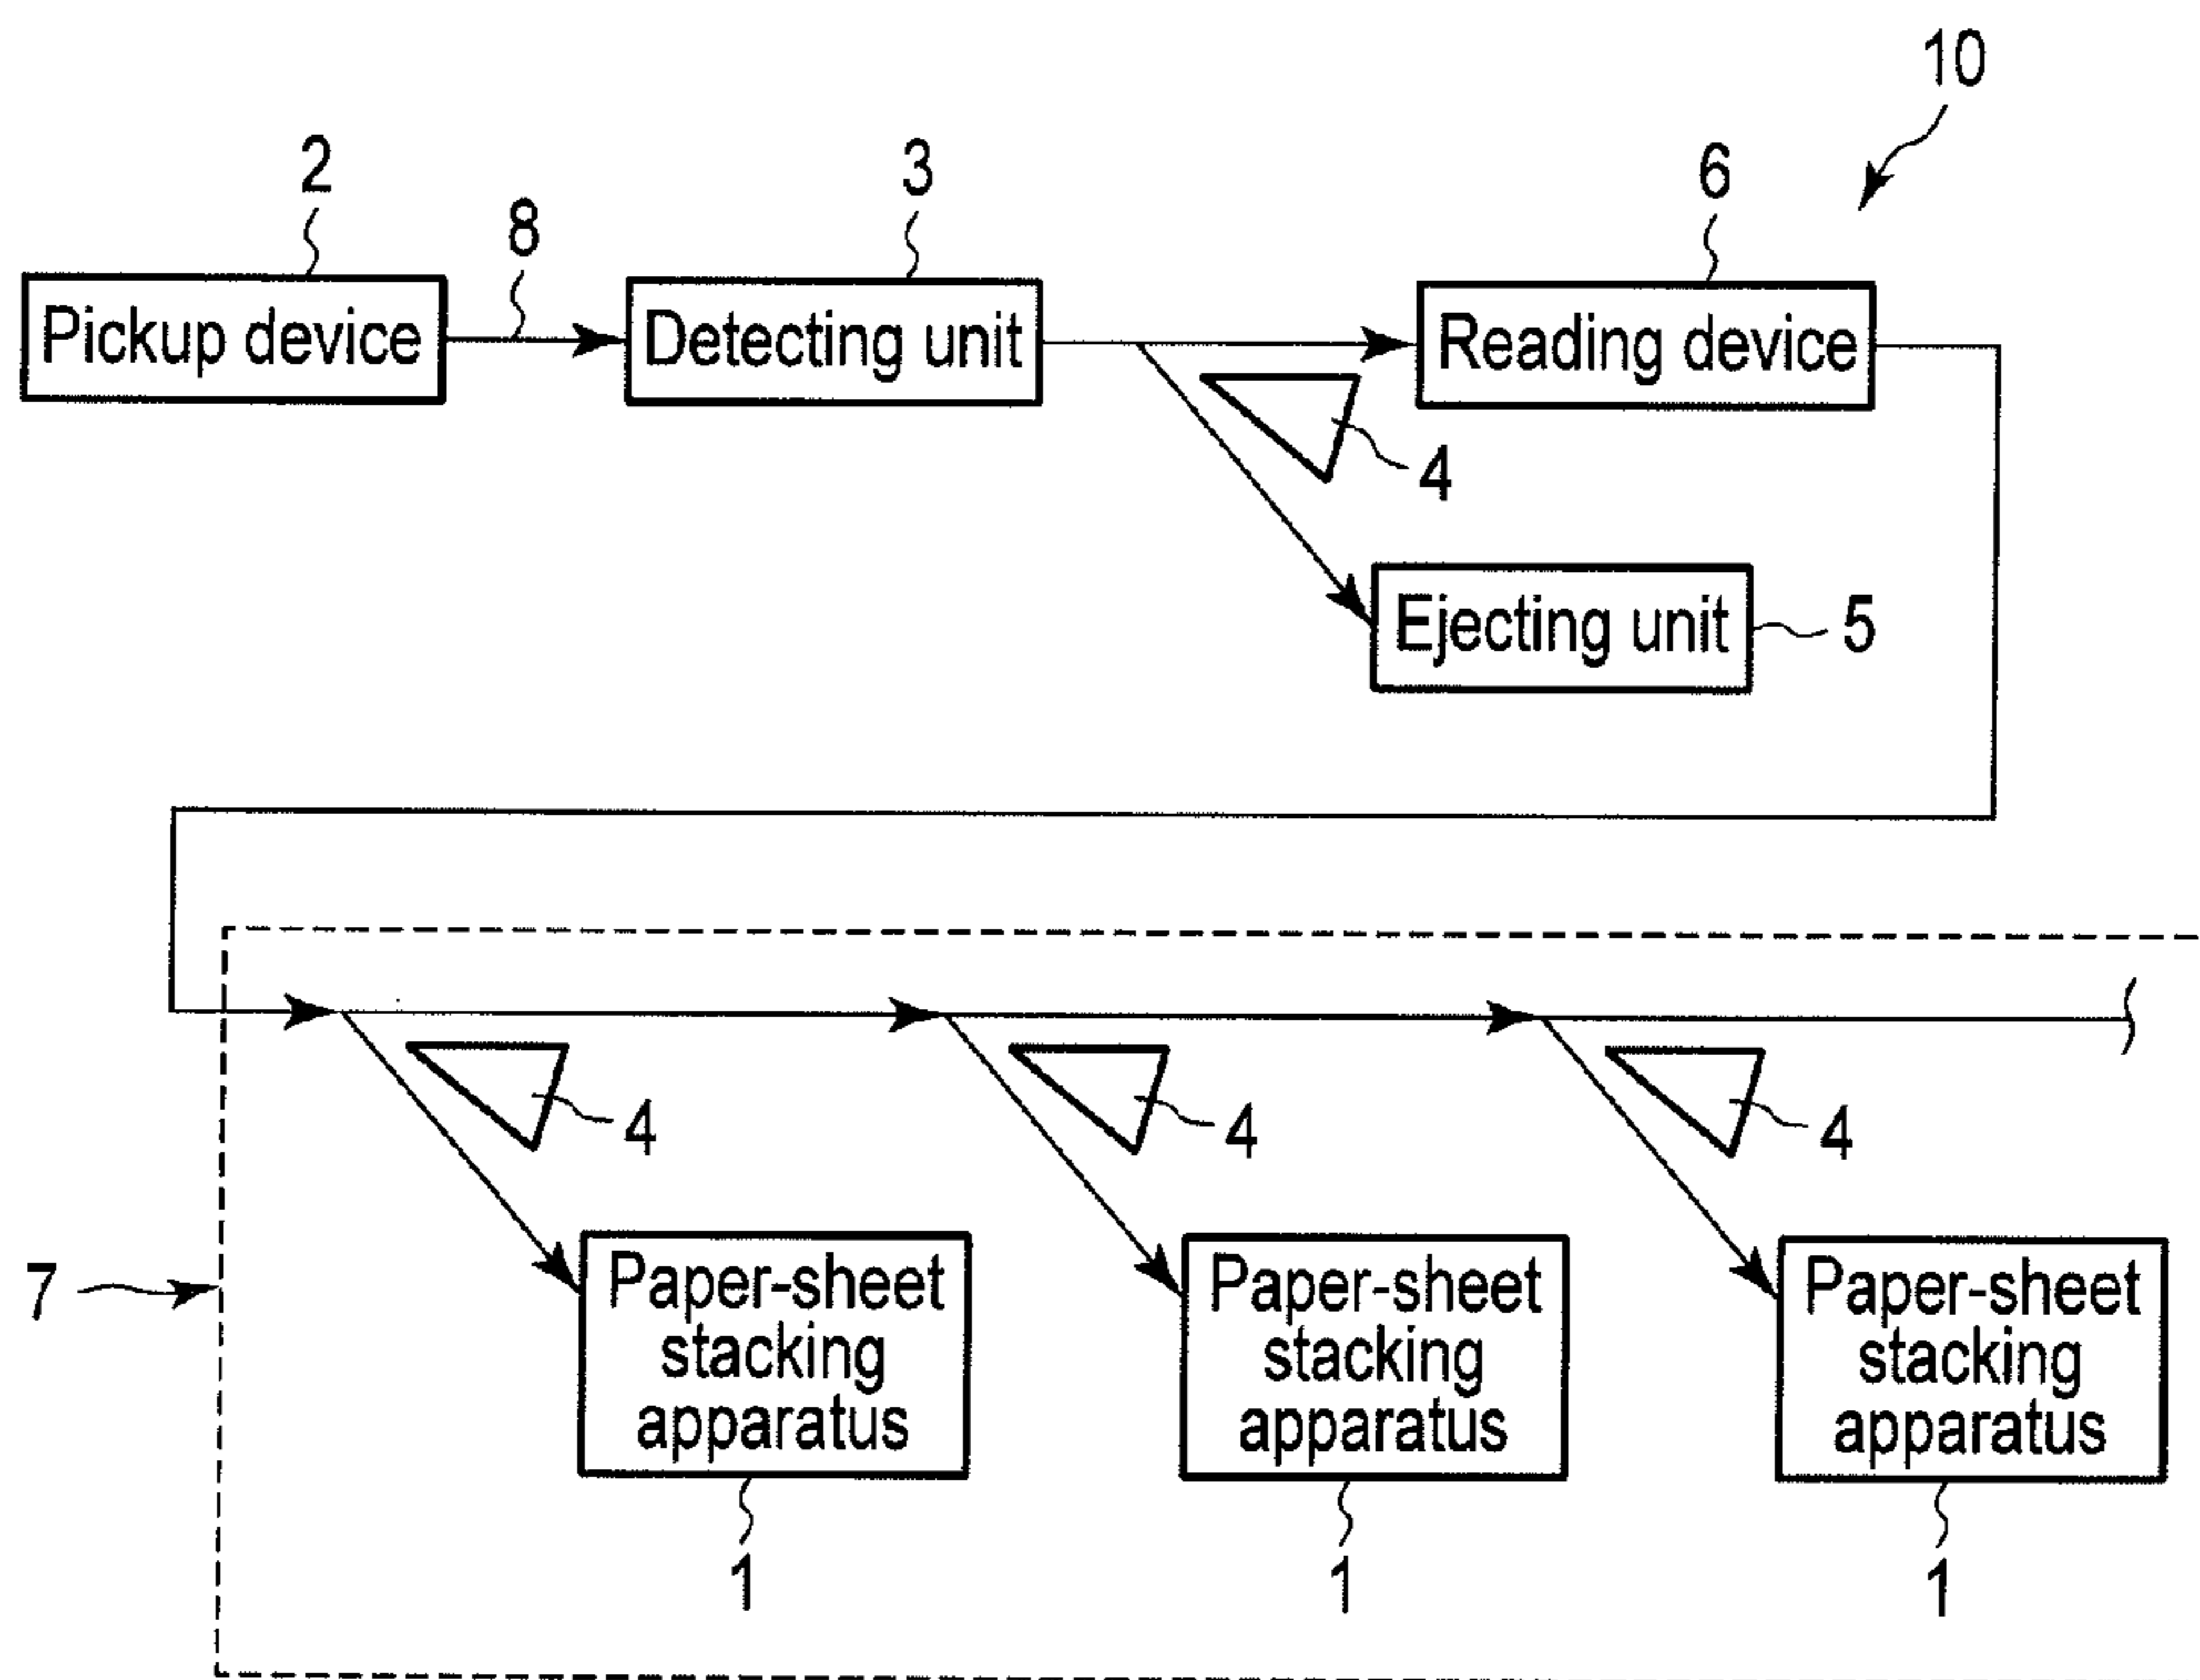 10
2
3
6
8
Pickup device
Detecting unit
Reading device
4
Ejecting unit
5
4
4
4
7
Paper-sheet
stacking
apparatus
Paper-sheet
stacking
apparatus
Paper-sheet
stacking
apparatus
1
1
1